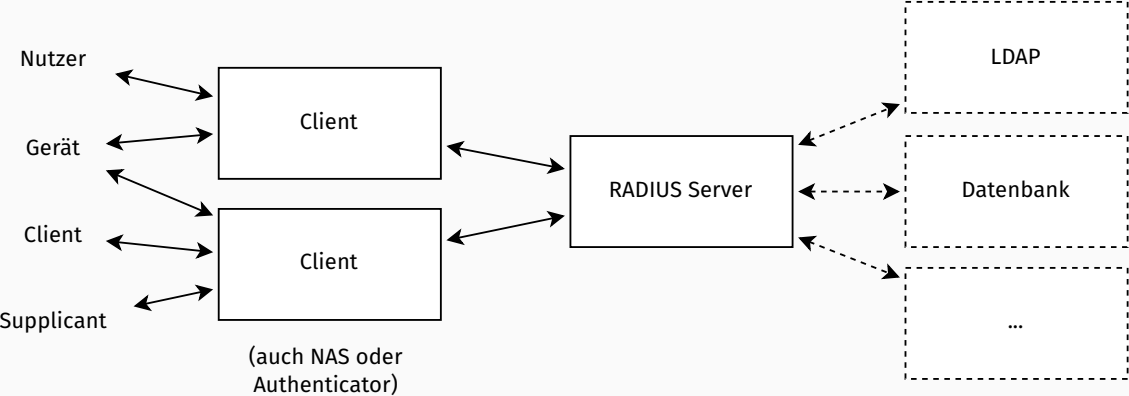 Nutzer
Gerät
Client
Supplicant
Client
Client
(auch NAS oder
Authenticator)
RADIUS Server
LDAP
Datenbank
...